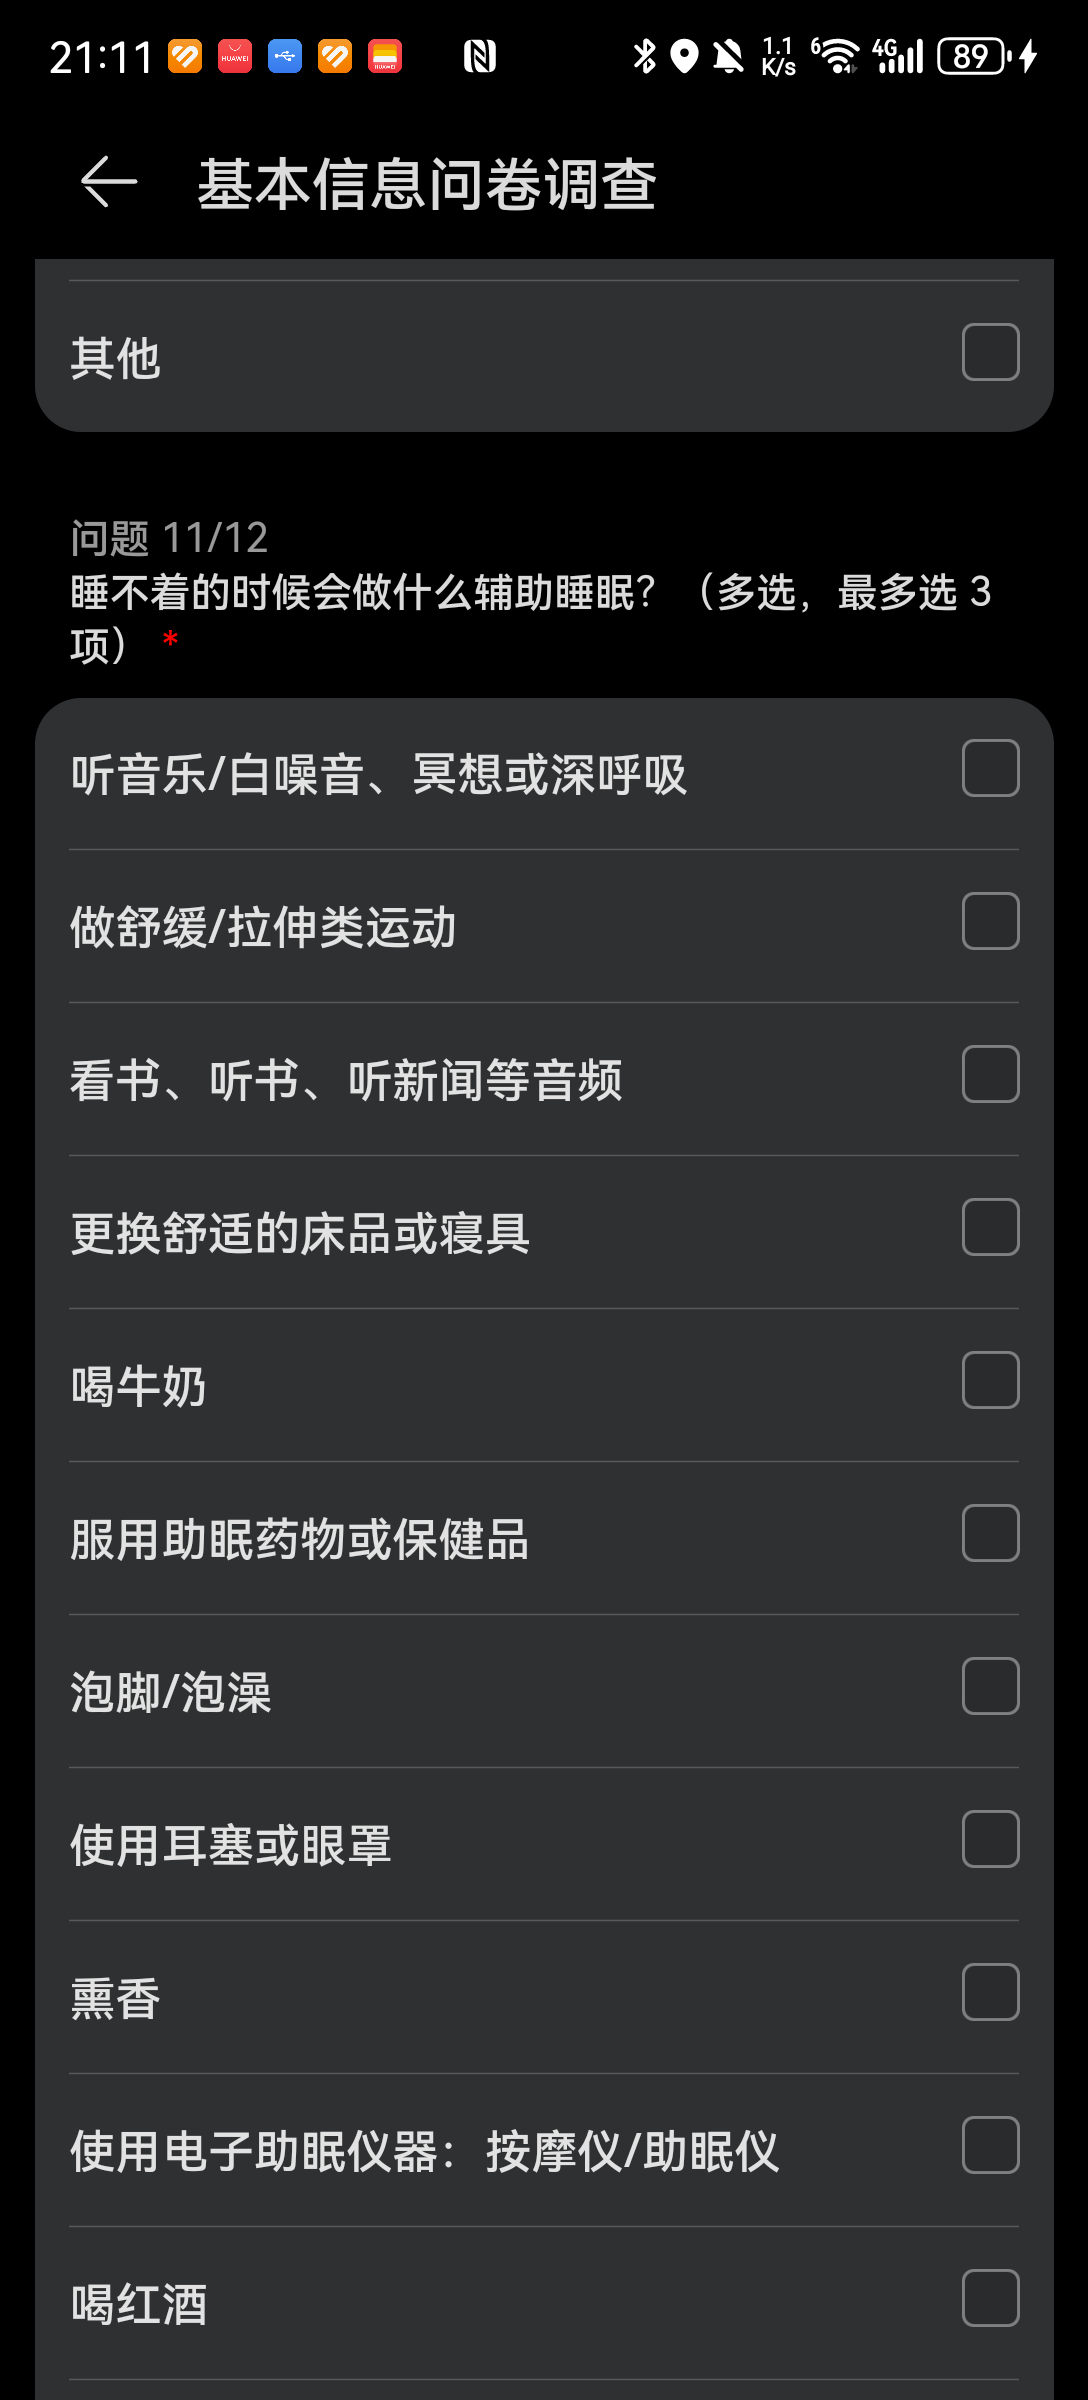 21:11
HUAWEI
HUAWEI
1.1 K/s
6
4G
89
基本信息问卷调查
其他
问题 11/12
睡不着的时候会做什么辅助睡眠？（多选，最多选 3
项） *
听音乐/白噪音、冥想或深呼吸
做舒缓/拉伸类运动
看书、听书、听新闻等音频
更换舒适的床品或寝具
喝牛奶
服用助眠药物或保健品
泡脚/泡澡
使用耳塞或眼罩
熏香
使用电子助眠仪器：按摩仪/助眠仪
喝红酒